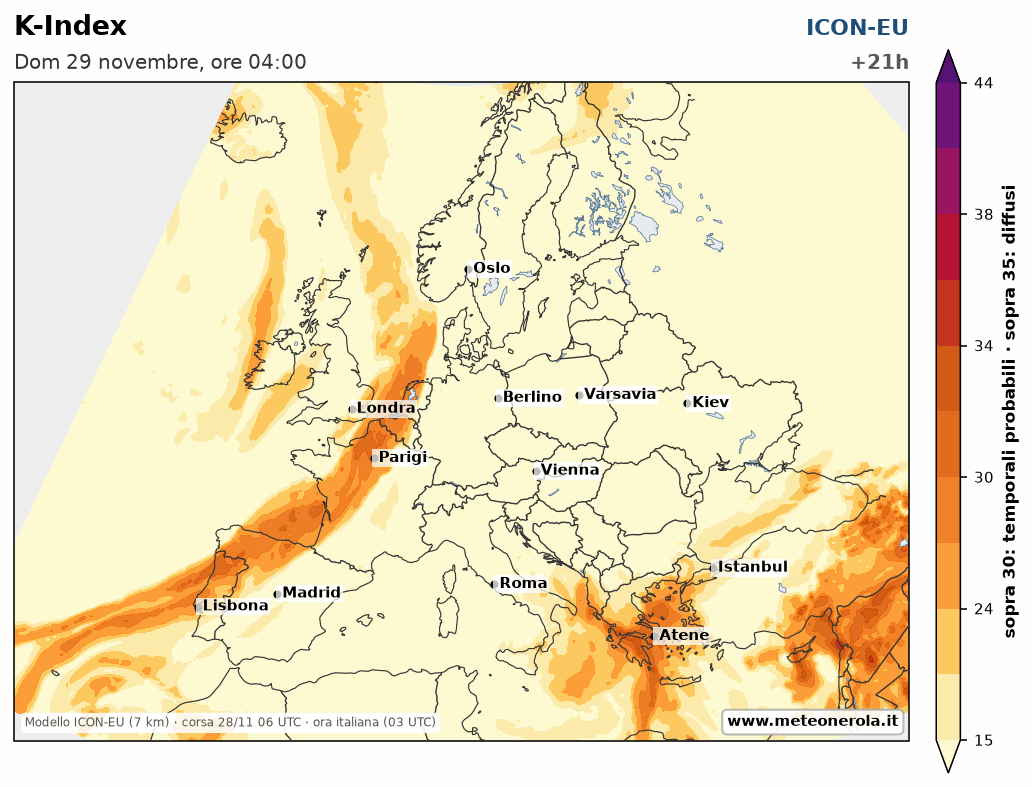 K-Index
ICON-EU
Dom 29 novembre, ore 04:00
+21h
44
38
34
30
24
15
sopra 30: temporali probabili · sopra 35: diffusi
Oslo
Londra
Berlino
Varsavia
Kiev
Parigi
Vienna
Istanbul
Roma
Madrid
Lisbona
Atene
Modello ICON-EU (7 km) · corsa 28/11 06 UTC · ora italiana (03 UTC)
www.meteonerola.it